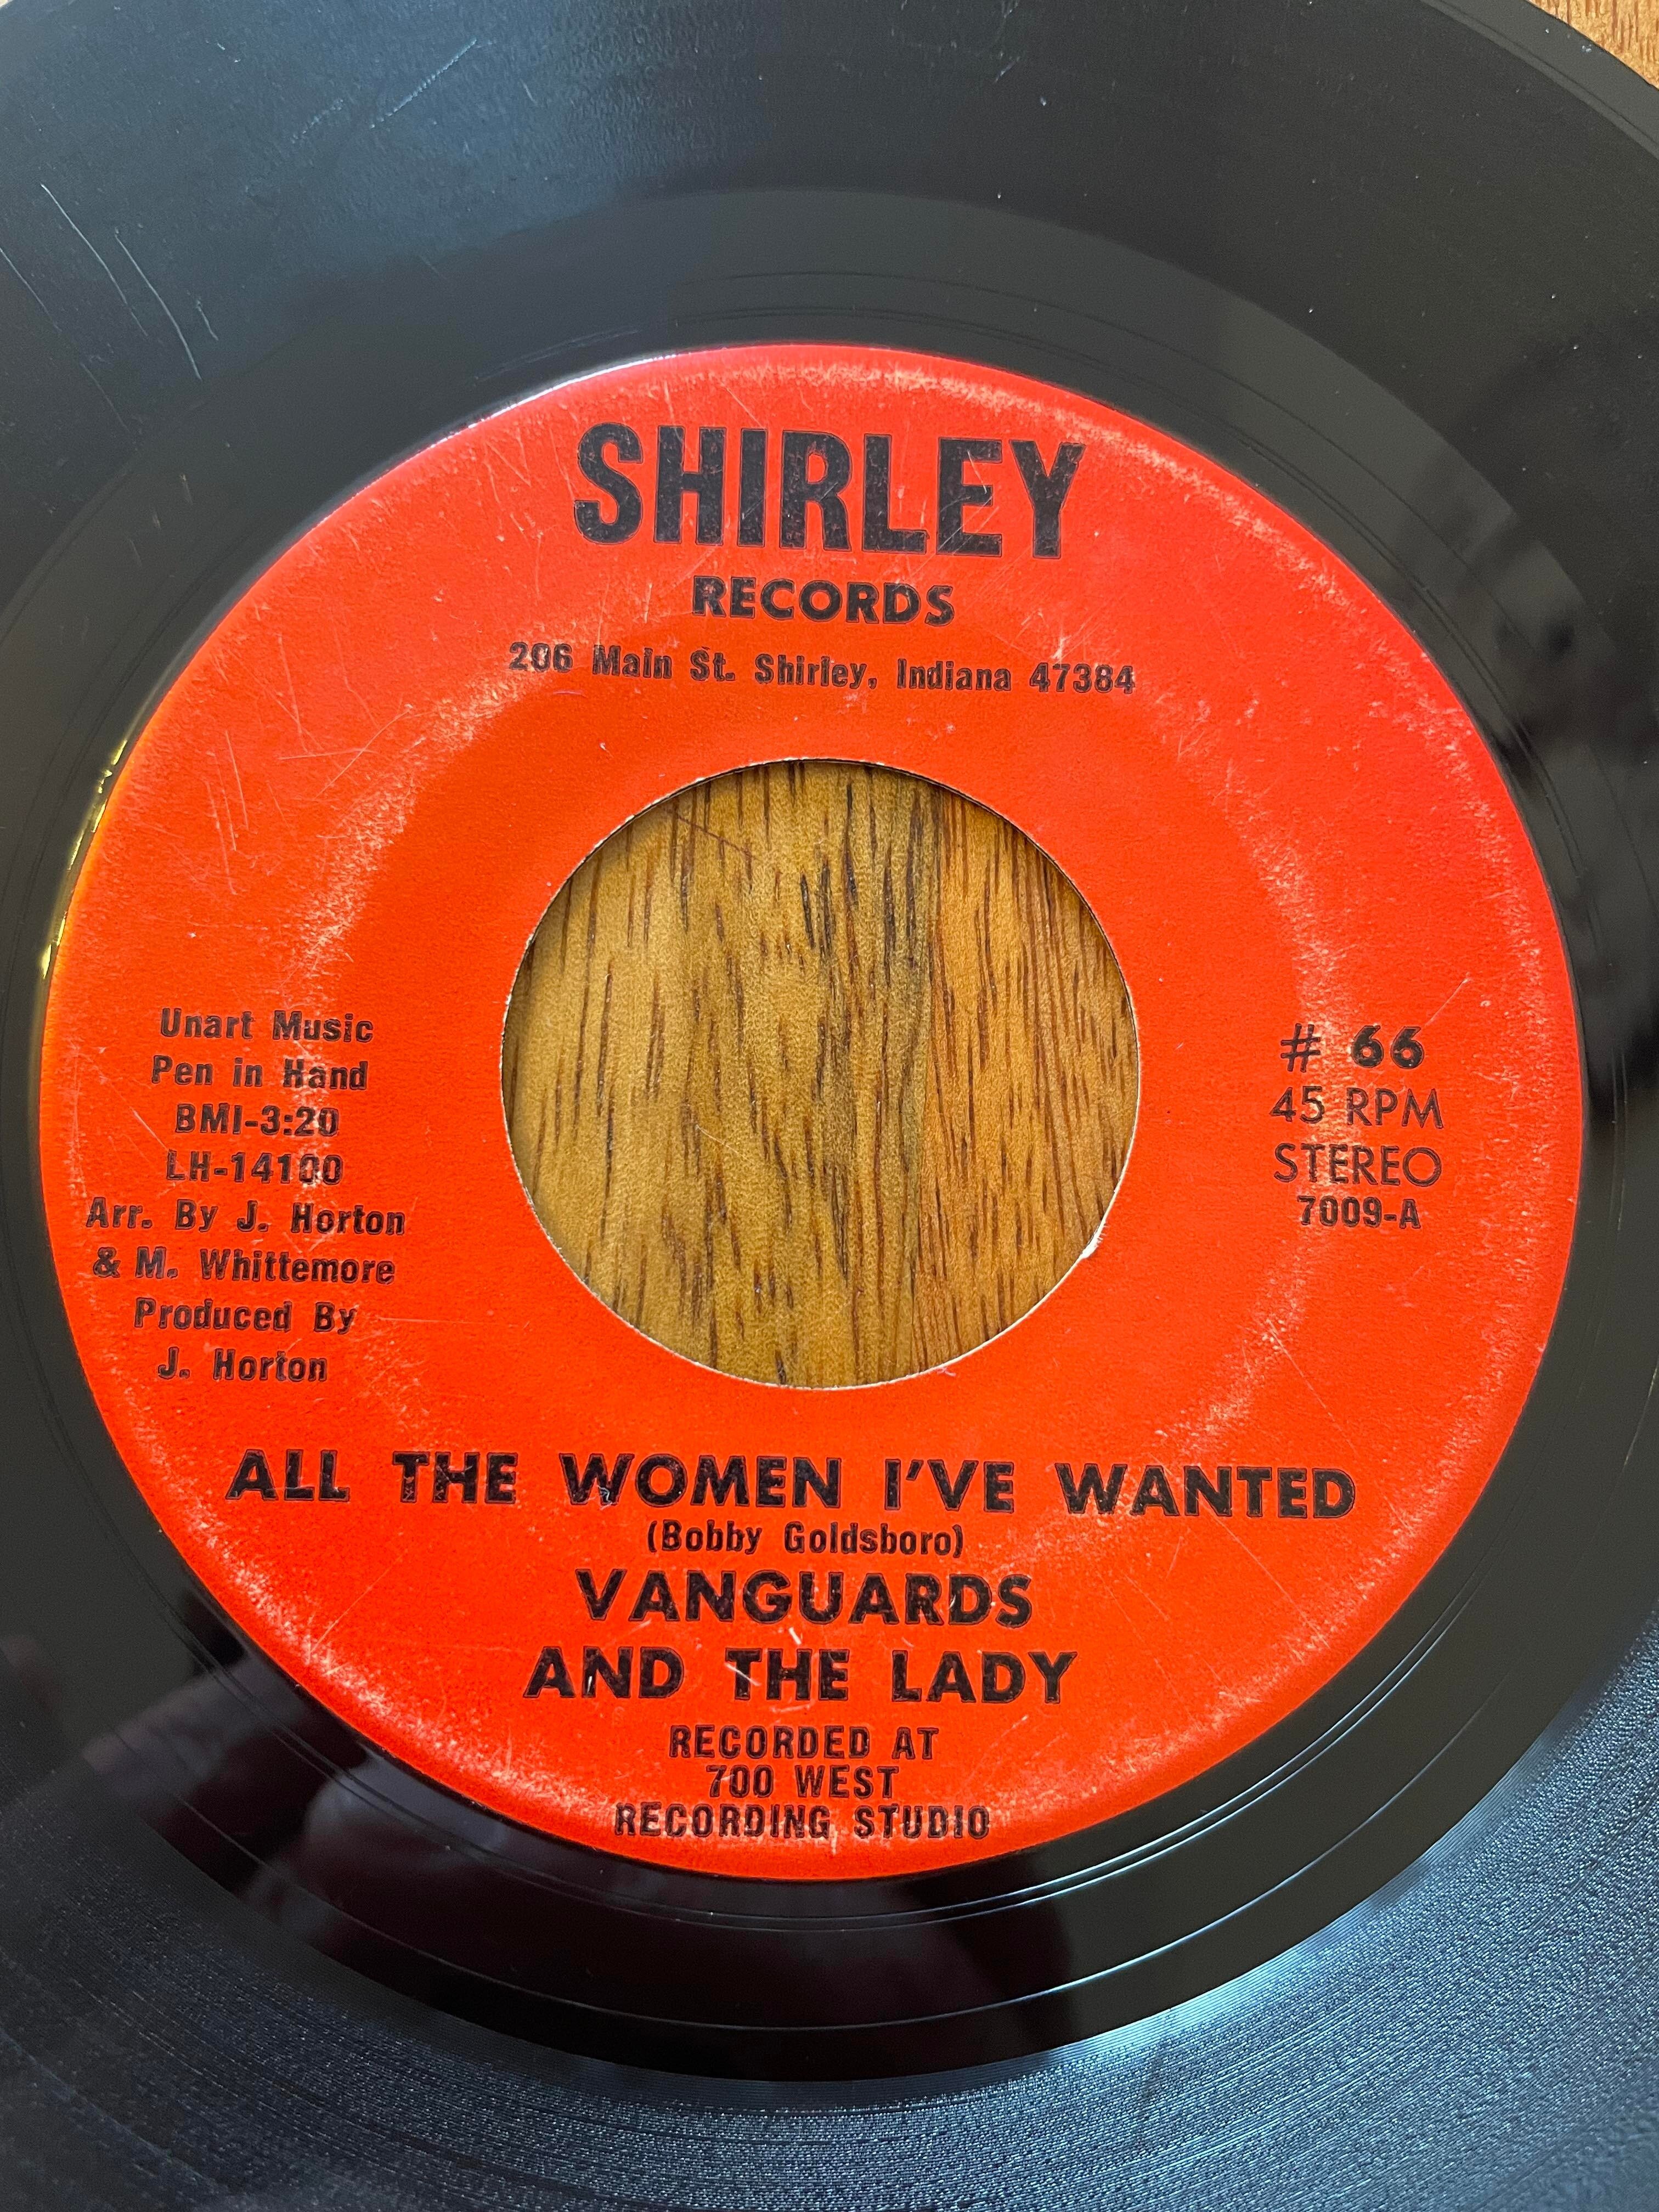 SHIRLEY
RECORDS
206 Main St. Shirley, Indiana 47384
Unart Music
Pen in Hand
BMI-3:20
LH-14100
Arr. By J. Horton
& M. Whittemore
Produced By
J. Horton
# 66
45 RPM
STEREO
7009-A
ALL THE WOMEN I'VE WANTED
(Bobby Goldsboro)
VANGUARDS
AND THE LADY
RECORDED AT
700 WEST
RECORDING STUDIO